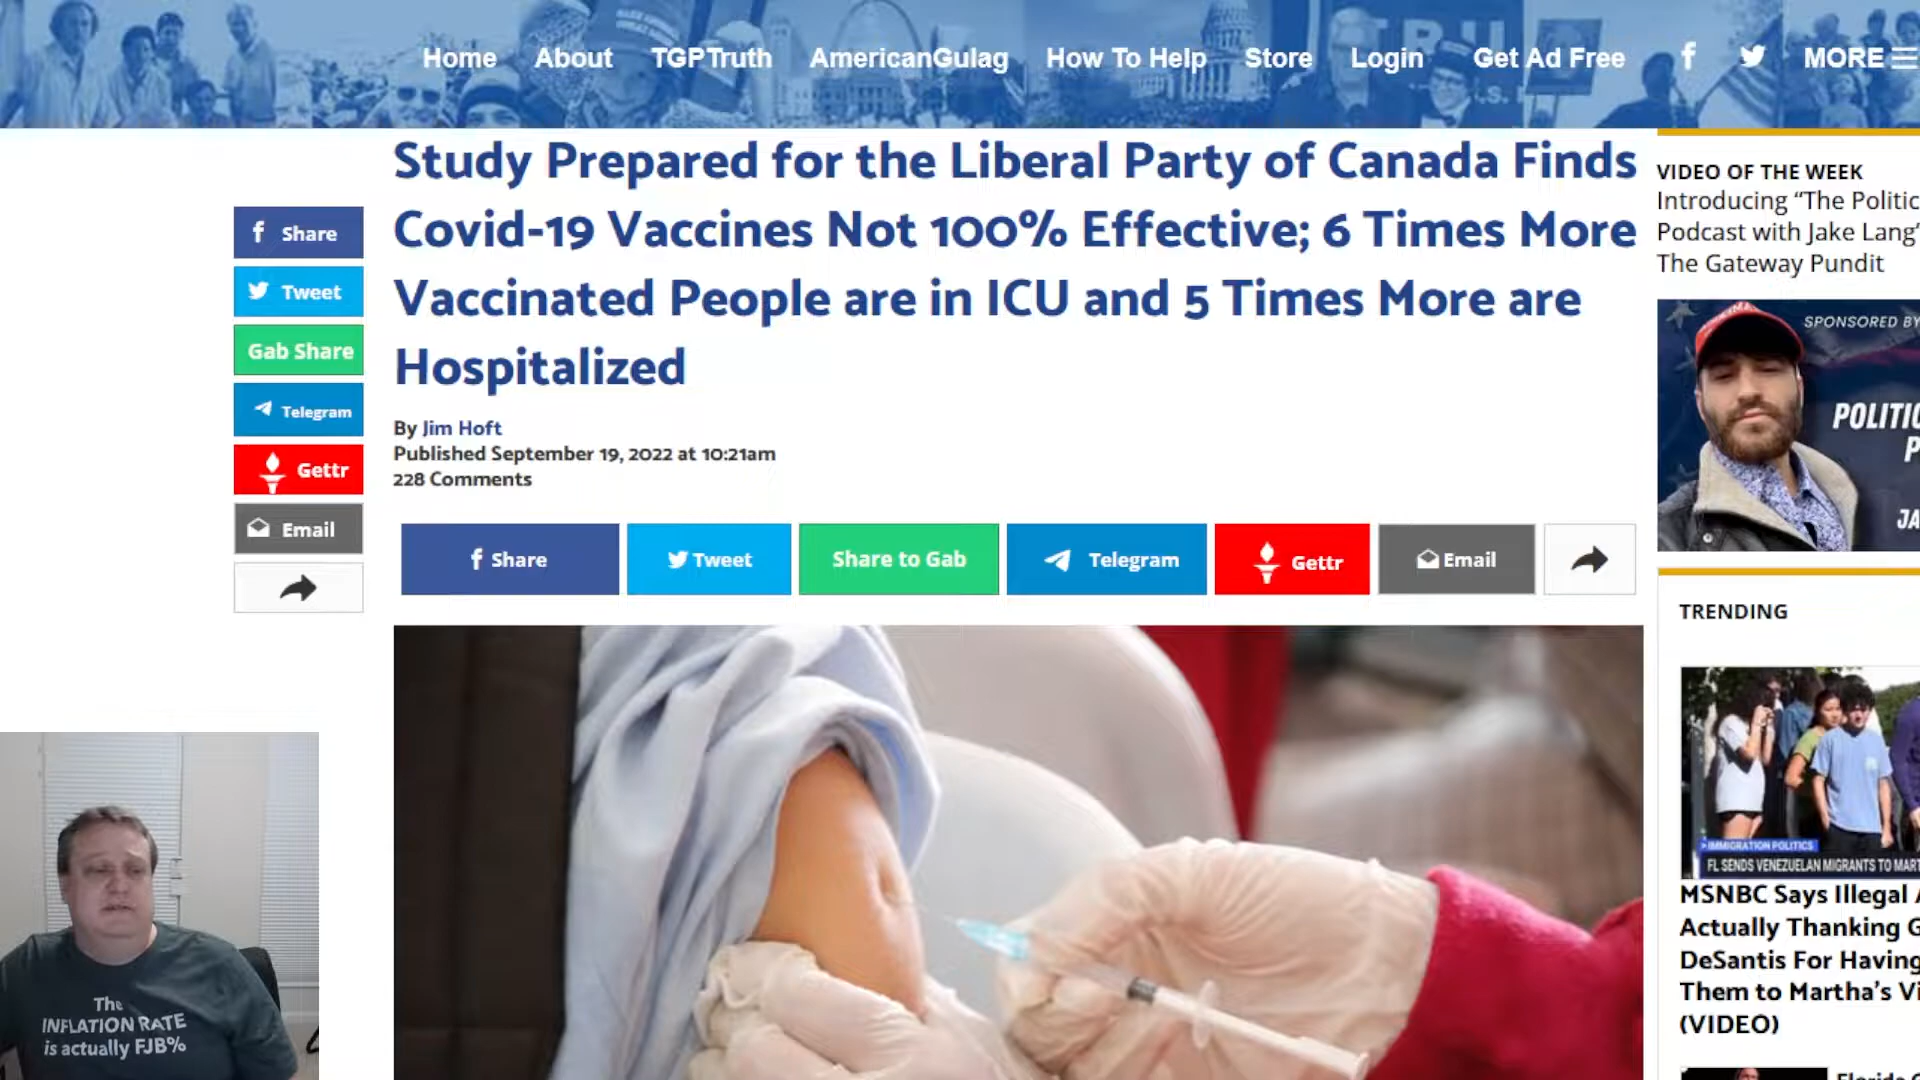 Home About TGPTruth AmericanGulag How To Help Store Login Get Ad Free MORE
Study Prepared for the Liberal Party of Canada Finds
Covid-19 Vaccines Not 100% Effective; 6 Times More
Vaccinated People are in ICU and 5 Times More are
Hospitalized
By Jim Hoft
Published September 19, 2022 at 10:21am
228 Comments
Share
Tweet
Gab Share
Telegram
Gettr
Email
Share Tweet Share to Gab Telegram Gettr Email
VIDEO OF THE WEEK
Introducing “The Politic
Podcast with Jake Lang”
The Gateway Pundit
SPONSORED BY
POLITIC
P
JA
TRENDING
IMMIGRATION POLITICS
FL SENDS VENEZUELAN MIGRANTS TO MART
MSNBC Says Illegal A
Actually Thanking G
DeSantis For Having
Them to Martha's Vi
(VIDEO)
Florida G
The
INFLATION RATE
is actually FJB%